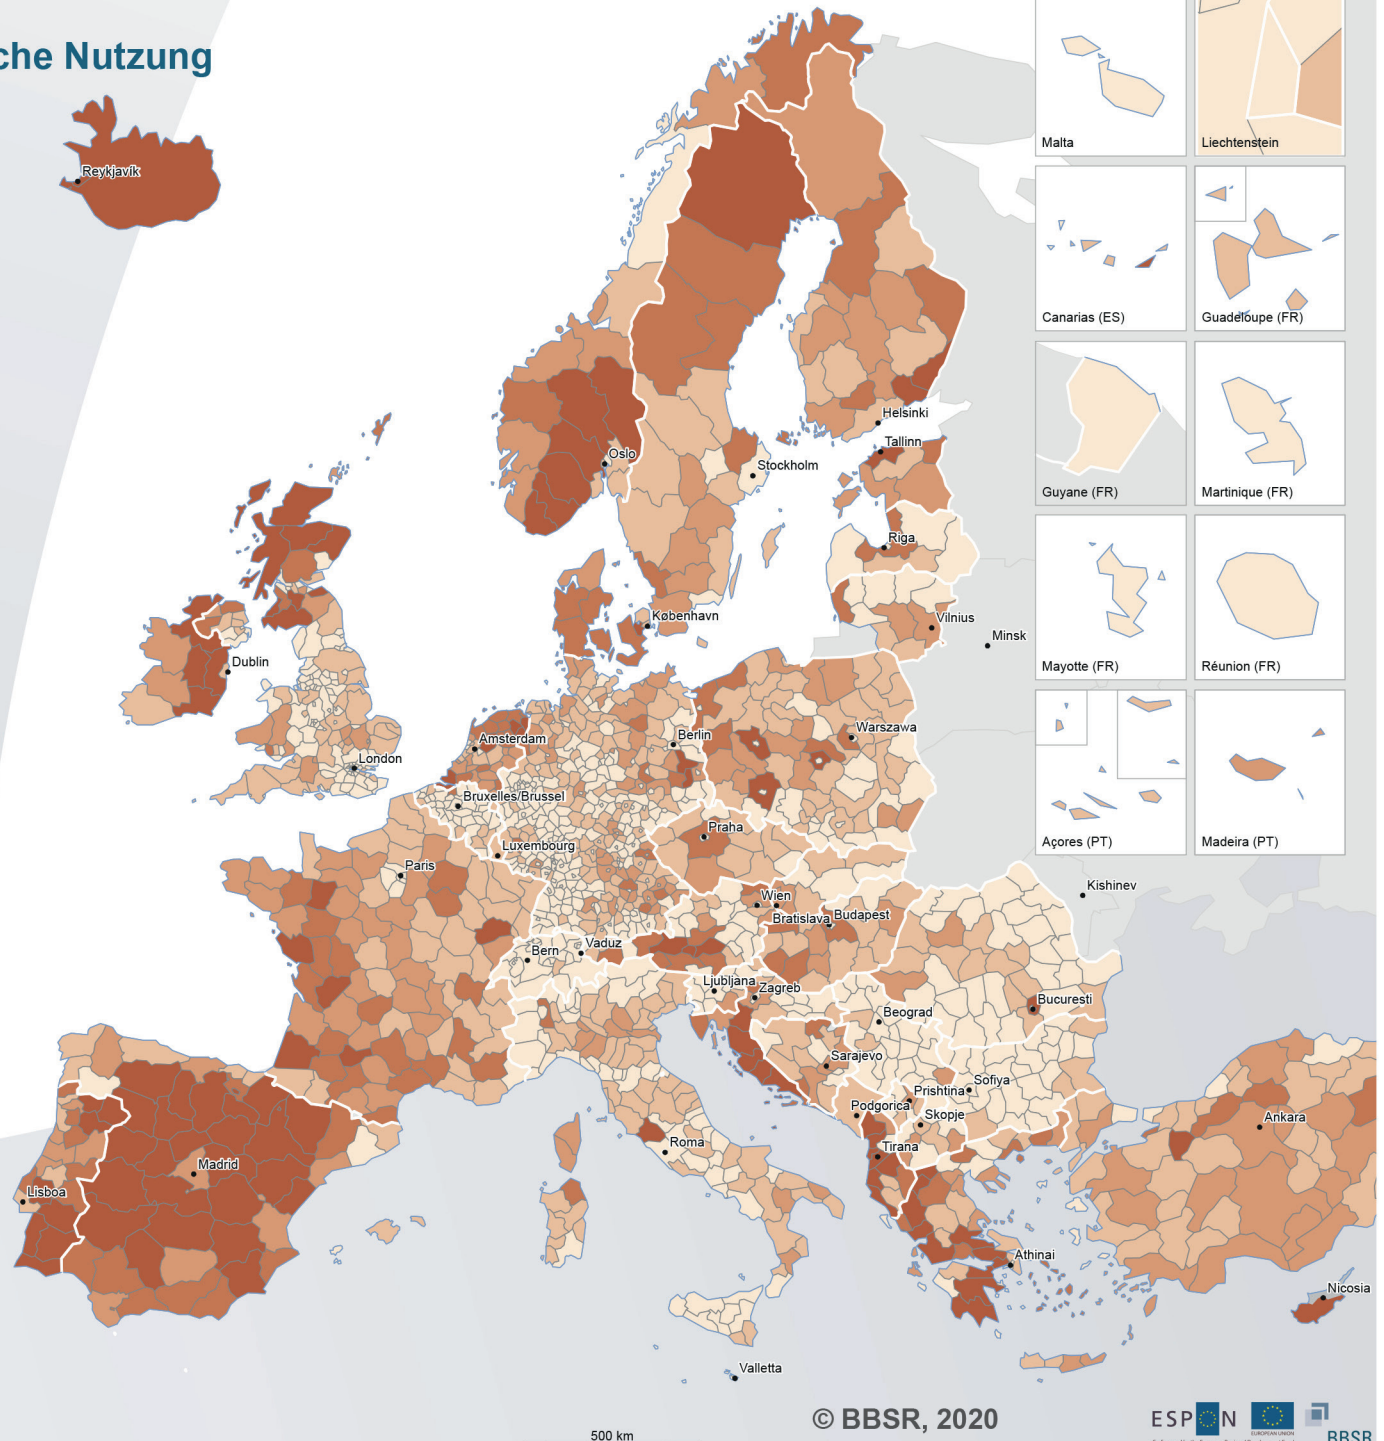 che Nutzung
Reykjavík
Malta
Liechtenstein
Canarias (ES)
Guadeloupe (FR)
Guyane (FR)
Martinique (FR)
Mayotte (FR)
Réunion (FR)
Açores (PT)
Madeira (PT)
Helsinki
Tallinn
Oslo
Stockholm
Riga
København
Vilnius
Minsk
Dublin
Amsterdam
Berlin
Warszawa
London
Bruxelles/Brussel
Praha
Luxembourg
Paris
Kishinev
Wien
Bratislava
Budapest
Bern
Vaduz
Ljubljana
Zagreb
Bucuresti
Beograd
Sarajevo
Prishtina
Sofiya
Podgorica
Skopje
Ankara
Roma
Tirana
Madrid
Lisboa
Athinai
Nicosia
Valletta
© BBSR, 2020
500 km
ESPON
EUROPEAN UNION
BBSR